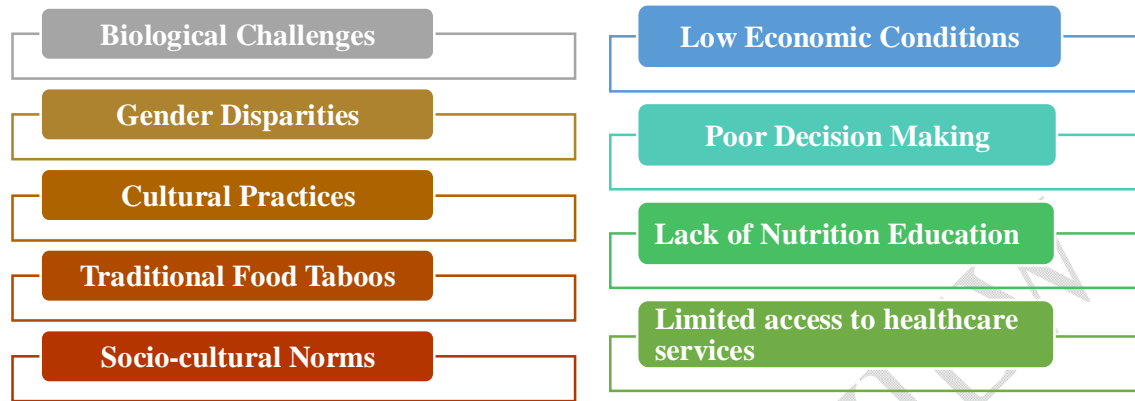 Biological Challenges
Gender Disparities
Cultural Practices
Traditional Food Taboos
Socio-cultural Norms
Low Economic Conditions
Poor Decision Making
Lack of Nutrition Education
Limited access to healthcare
services